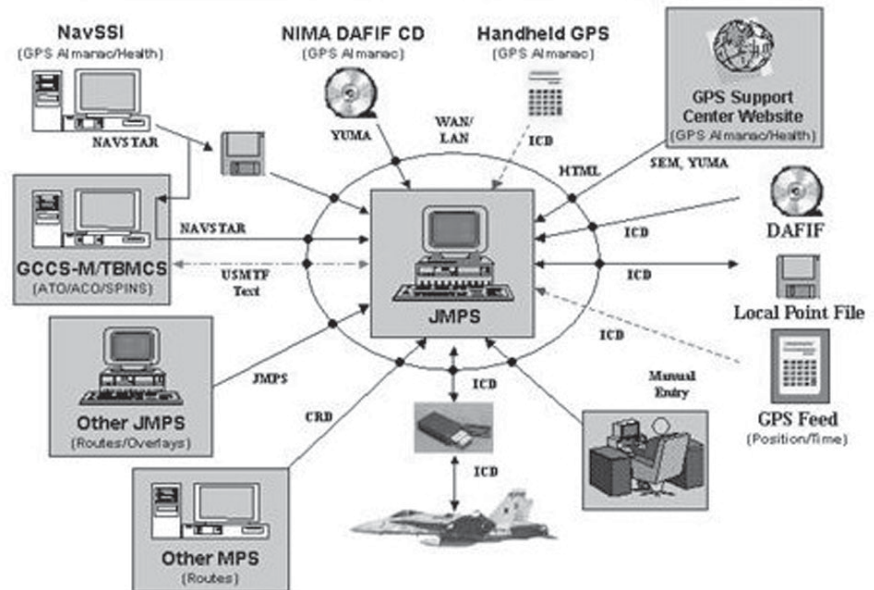 NavSSI
(GPS Almanac/Health)
NIMA DAFIF CD
(GPS Almanac)
Handheld GPS
(GPS Almanac)
GPS Support
Center Website
(GPS Almanac/Health)
NAVSTAR
YUMA
WAN/
LAN
ICD
HTML
SEM, YUMA
NAVSTAR
GCCS-M/TBMCS
(ATO/ACO/SPINS)
USMTF
Text
JMPS
ICD
DAFIF
ICD
Local Point File
ICD
GPS Feed
(Position/Time)
Other JMPS
(Routes/Overlays)
JMPS
CRD
ICD
Manual
Entry
ICD
Other MPS
(Routes)